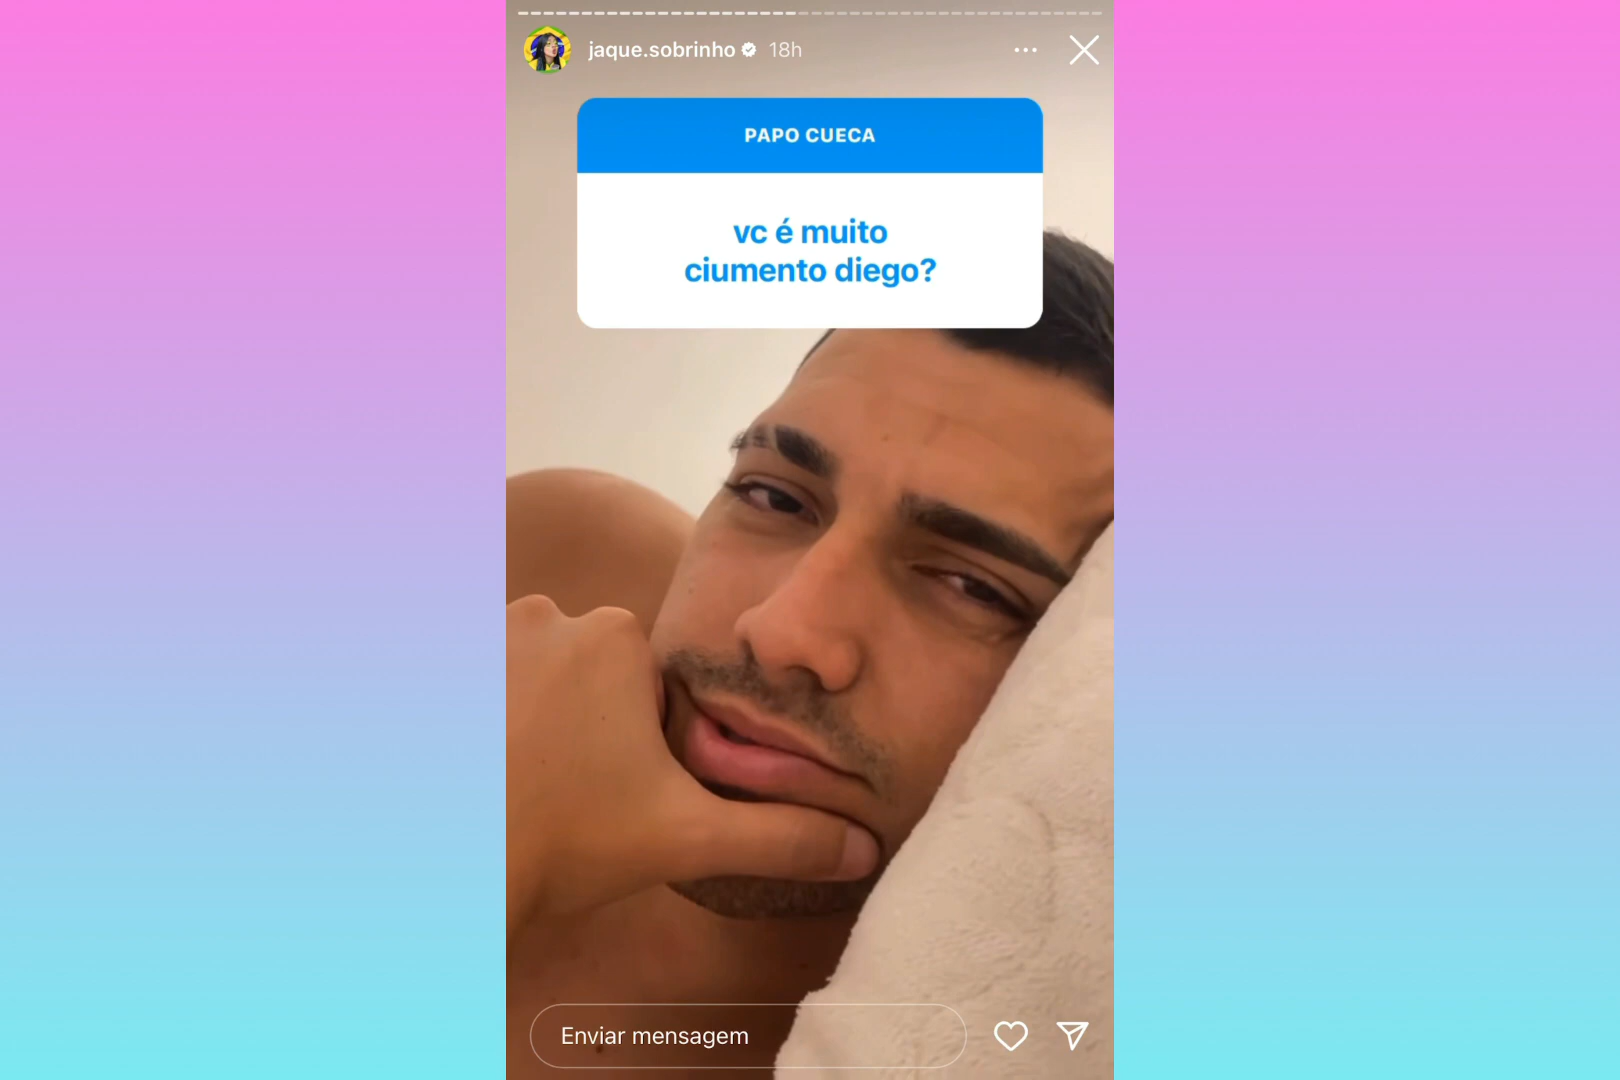 jaque.sobrinho 18h
PAPO CUECA
vc é muito
ciumento diego?
Enviar mensagem